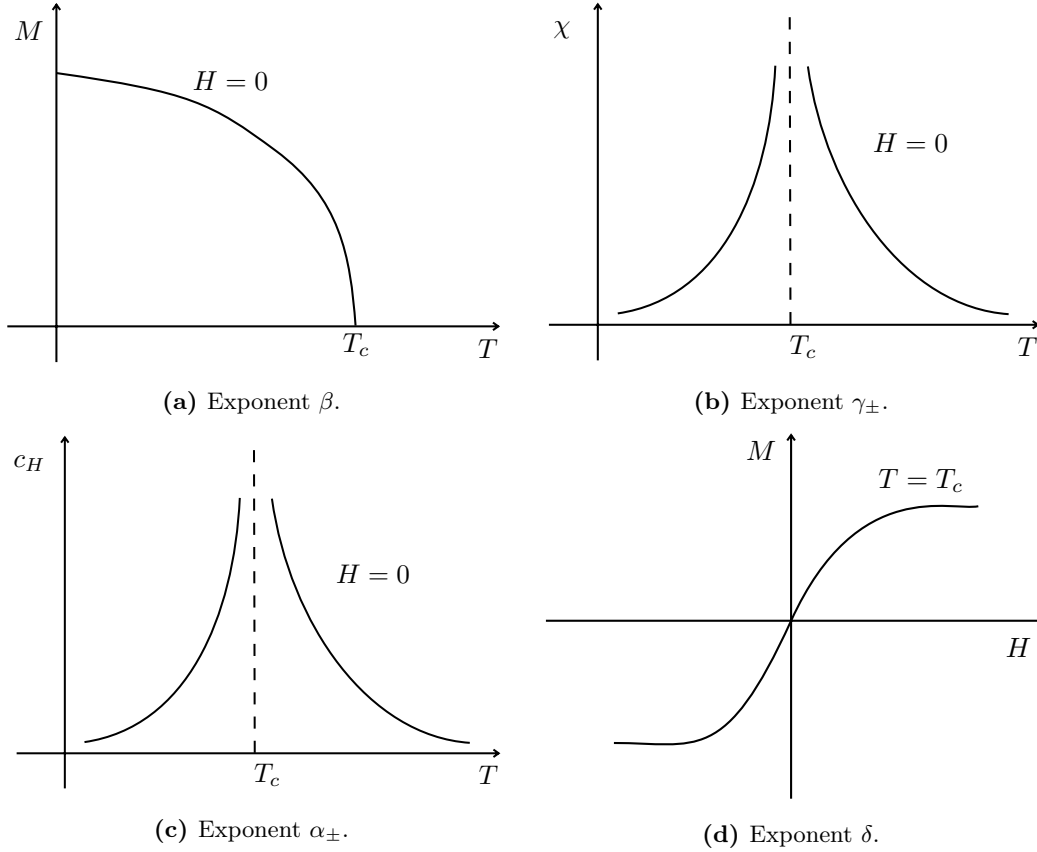 M
H = 0
T_c
T
(a) Exponent β.
χ
H = 0
T_c
T
(b) Exponent γ±.
c_H
H = 0
T_c
T
(c) Exponent α±.
M
T = T_c
H
(d) Exponent δ.